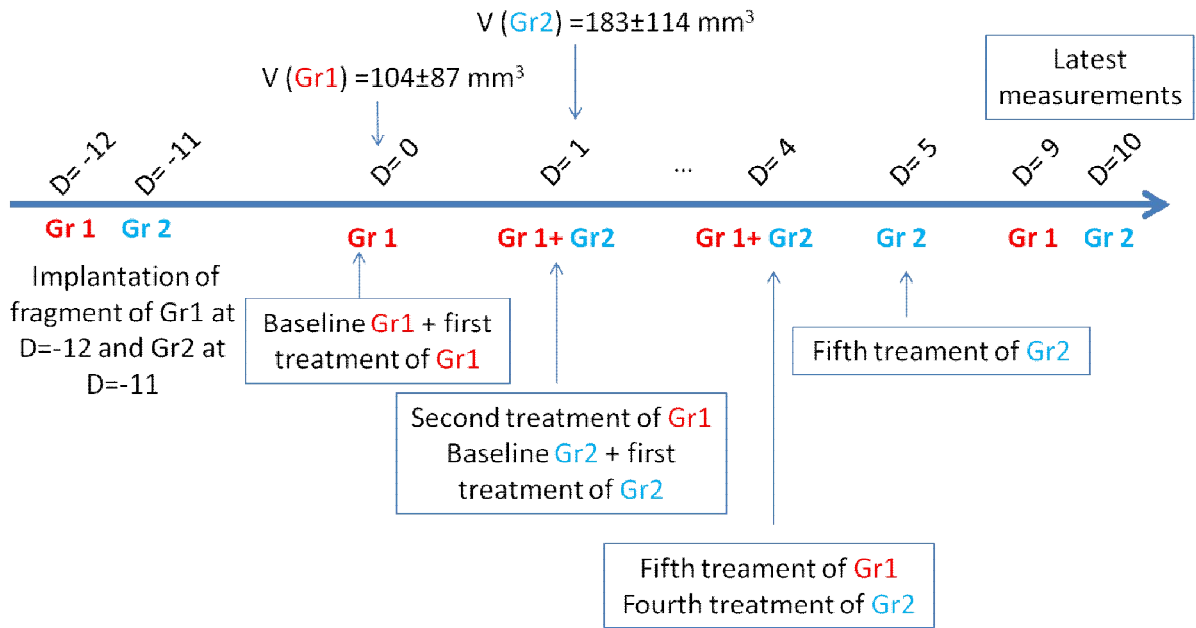 V (Gr2) =183±114 mm³
V (Gr1) =104±87 mm³
Latest
measurements
D= -12
D= -11
D= 0
D= 1
...
D= 4
D= 5
D= 9
D=10
Gr 1
Gr 2
Gr 1
Gr 1+ Gr2
Gr 1+ Gr2
Gr 2
Gr 1
Gr 2
Implantation of
fragment of Gr1 at
D=-12 and Gr2 at
D=-11
Baseline Gr1 + first
treatment of Gr1
Second treatment of Gr1
Baseline Gr2 + first
treatment of Gr2
Fifth treament of Gr2
Fifth treament of Gr1
Fourth treatment of Gr2